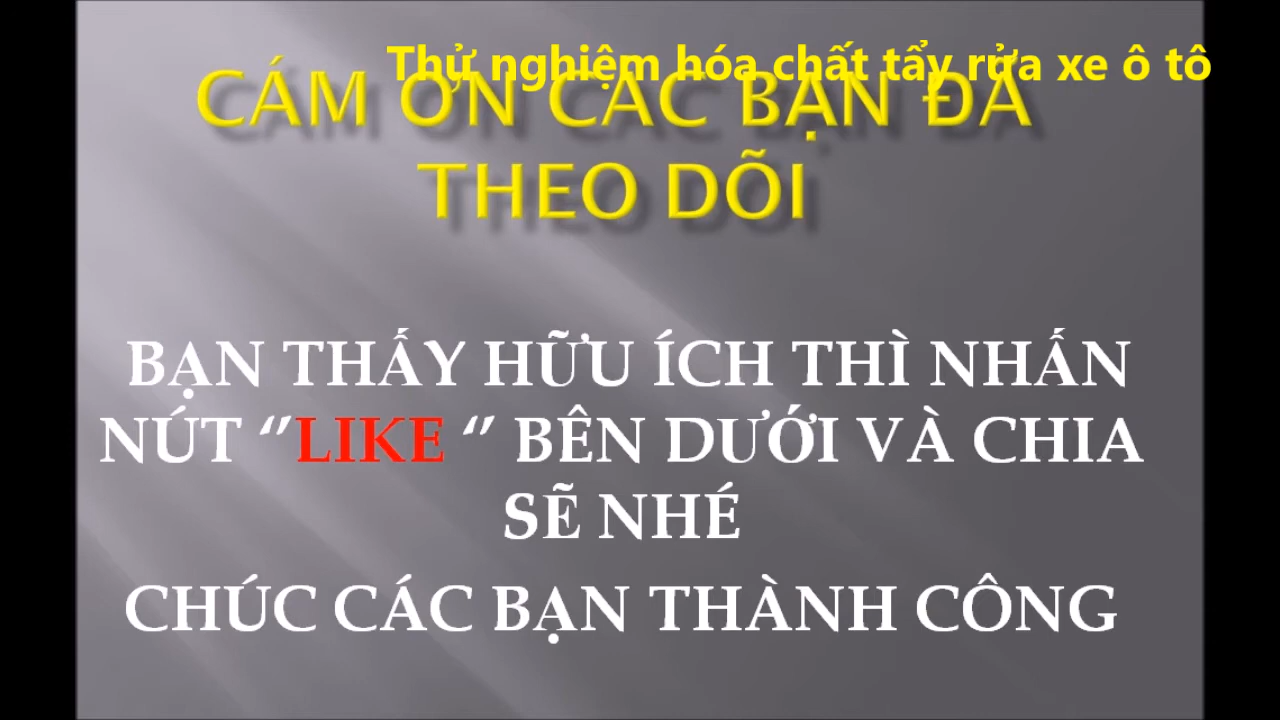 Thử nghiệm hóa chất tẩy rửa xe ô tô
CÁM ƠN CÁC BẠN ĐÃ
THEO DÕI
BẠN THẤY HỮU ÍCH THÌ NHẤN
NÚT “LIKE “ BÊN DƯỚI VÀ CHIA
SẼ NHÉ
CHÚC CÁC BẠN THÀNH CÔNG